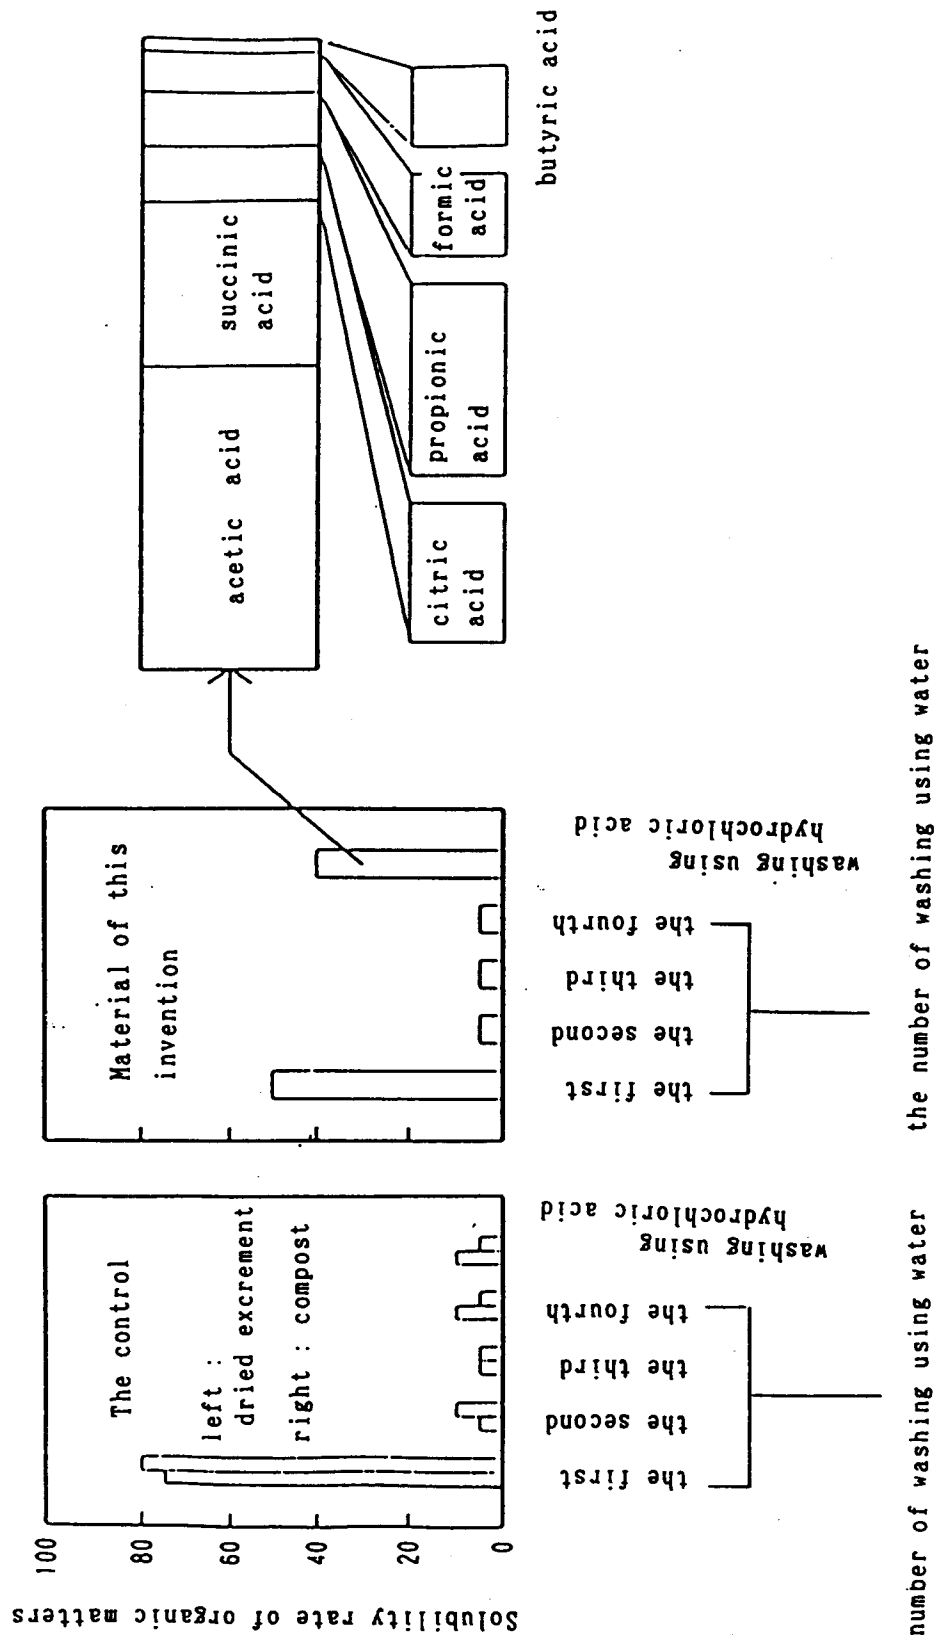 Solubility rate of organic matters
100
80
60
40
20
0
The control
left :
dried excrement
right : compost
the first
the second
the third
the fourth
washing using
hydrochloric acid
number of washing using water
Material of this
invention
the first
the second
the third
the fourth
washing using
hydrochloric acid
the number of washing using water
acetic acid
succinic
acid
citric
acid
propionic
acid
formic
acid
butyric acid